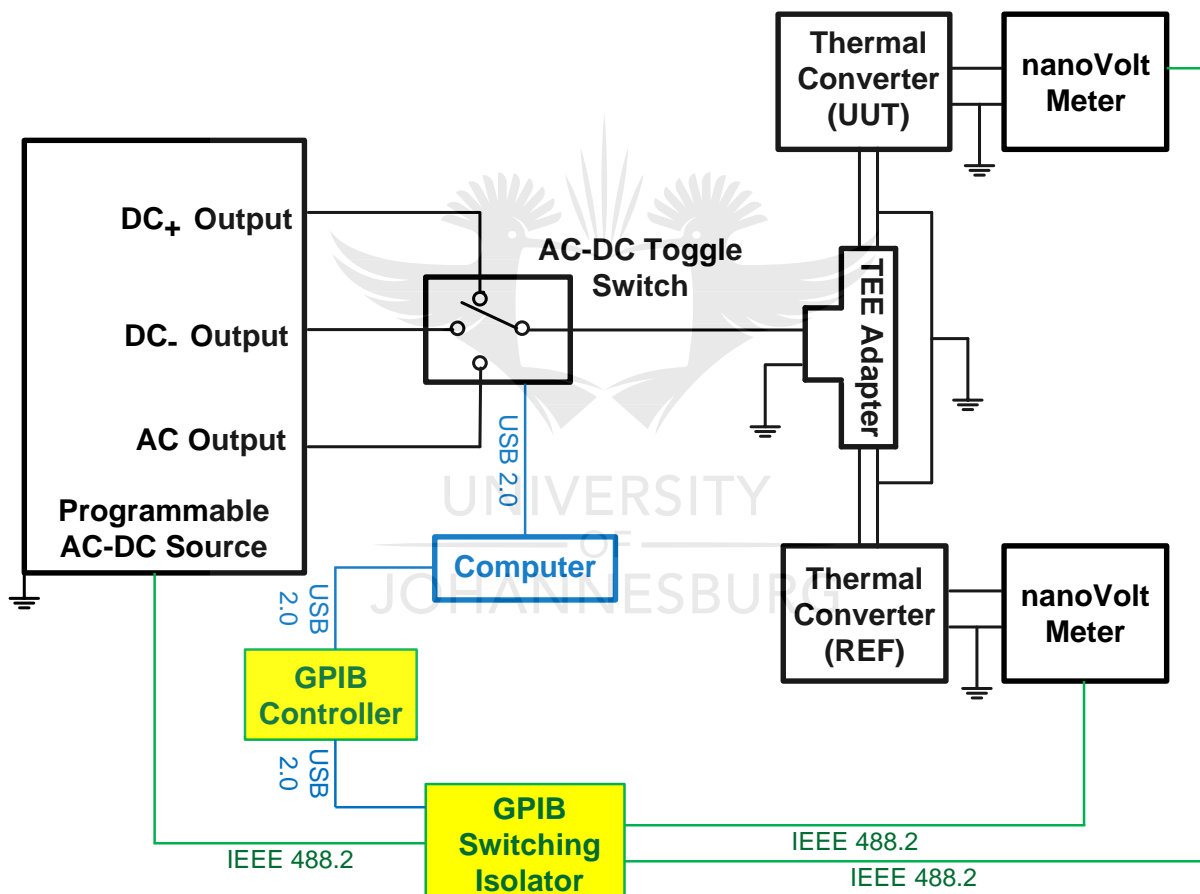 Thermal
Converter
(UUT)
nanoVolt
Meter
DC+ Output
DC- Output
AC Output
Programmable
AC-DC Source
AC-DC Toggle
Switch
TEE Adapter
USB 2.0
UNIVERSITY
OF
JOHANNESBURG
Computer
USB
2.0
GPIB
Controller
USB
2.0
Thermal
Converter
(REF)
nanoVolt
Meter
GPIB
Switching
Isolator
IEEE 488.2
IEEE 488.2
IEEE 488.2